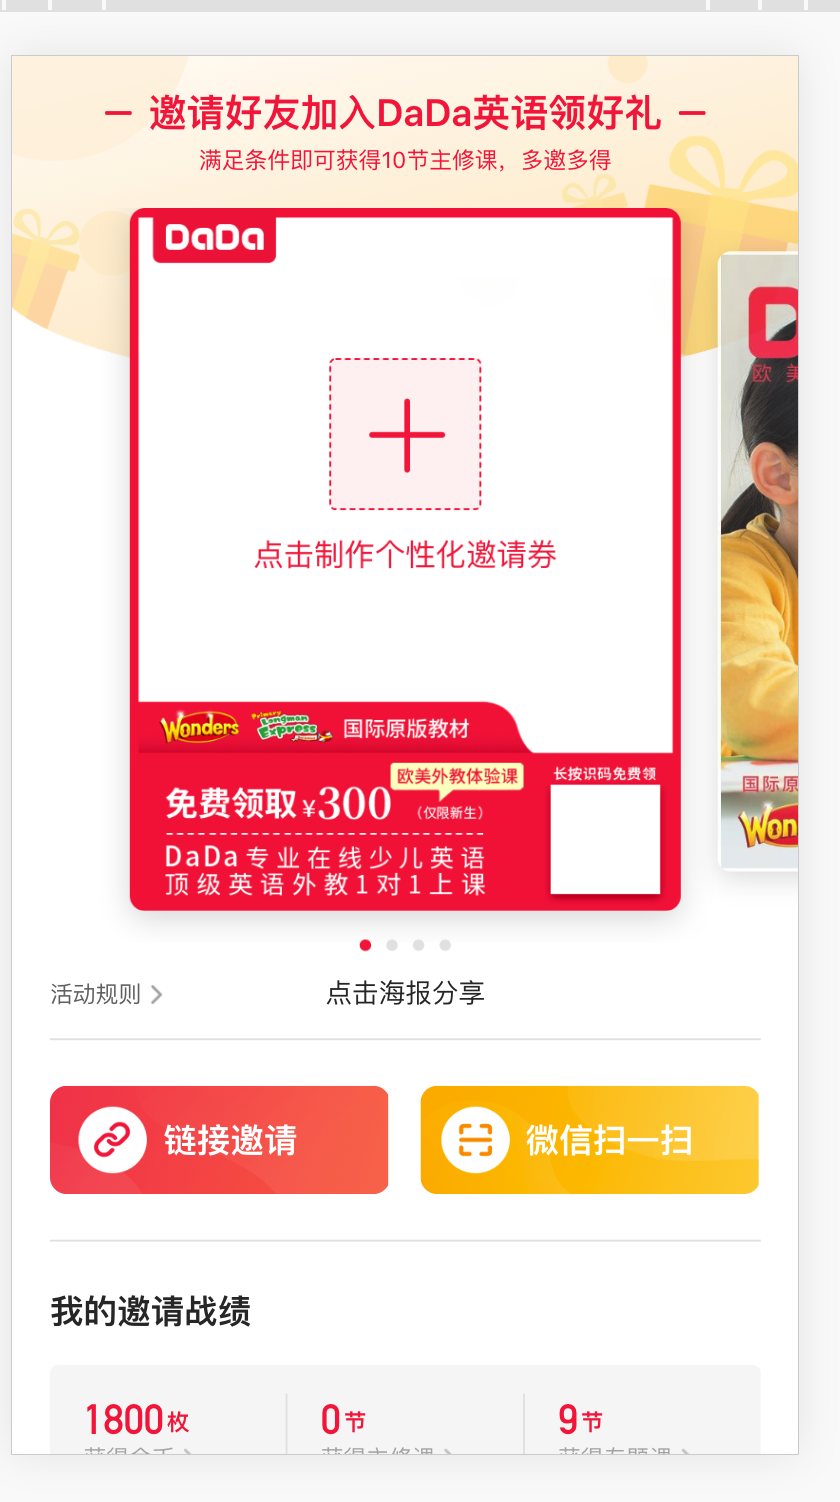 邀请好友加入DaDa英语领好礼
满足条件即可获得10节主修课，多邀多得
DaDa
欧 美
点击制作个性化邀请券
Wonders Primary Longman Express 国际原版教材
欧美外教体验课
长按识码免费领
免费领取¥300
（仅限新生）
DaDa专业在线少儿英语
顶级英语外教1对1上课
国际原
Won
活动规则
点击海报分享
链接邀请
微信扫一扫
我的邀请战绩
1800枚
0节
9节